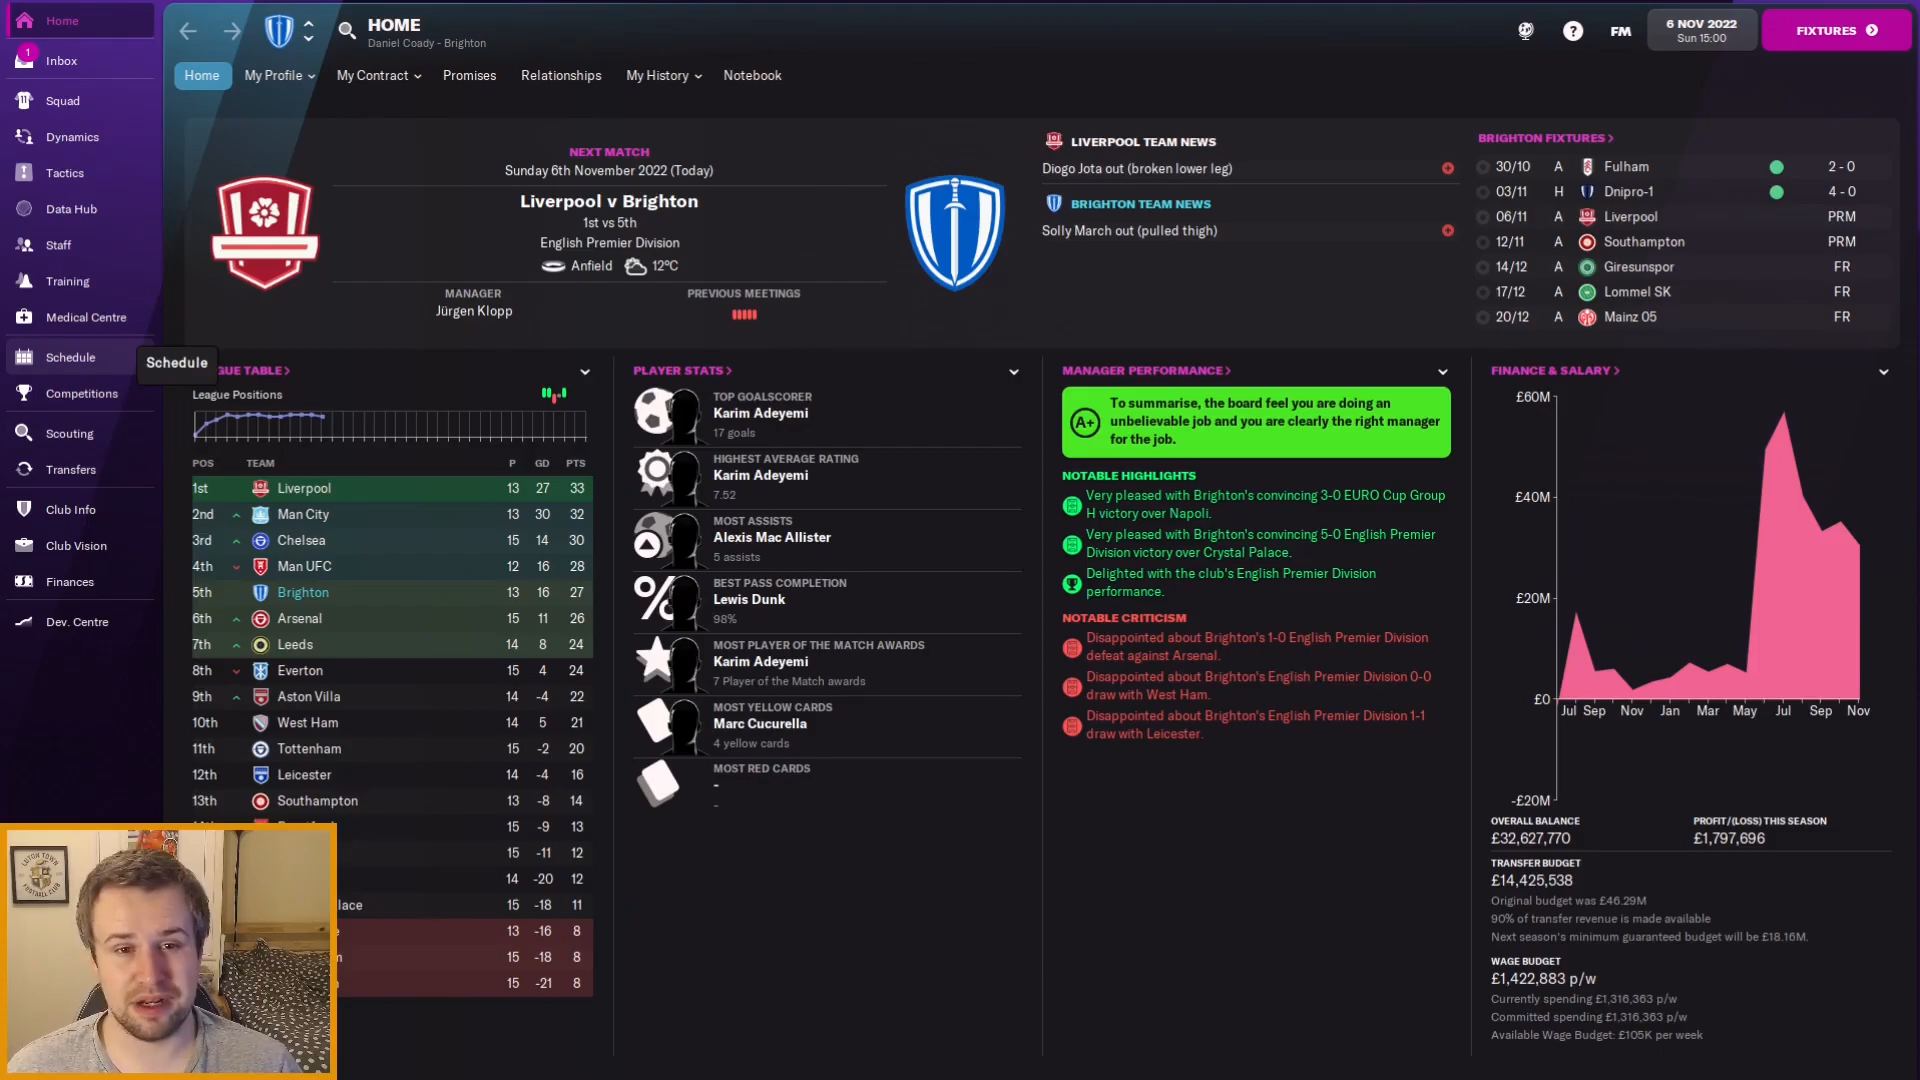 Home
1
Inbox
Squad
Dynamics
Tactics
Data Hub
Staff
Training
Medical Centre
Schedule
Schedule
Competitions
Scouting
Transfers
Club Info
Club Vision
Finances
Dev. Centre
HOME
Daniel Coady - Brighton
FM
6 NOV 2022
Sun 15:00
FIXTURES
Home
My Profile
My Contract
Promises
Relationships
My History
Notebook
NEXT MATCH
Sunday 6th November 2022 (Today)
Liverpool v Brighton
1st vs 5th
English Premier Division
Anfield 12°C
MANAGER
Jürgen Klopp
PREVIOUS MEETINGS
LIVERPOOL TEAM NEWS
Diogo Jota out (broken lower leg)
BRIGHTON TEAM NEWS
Solly March out (pulled thigh)
BRIGHTON FIXTURES
30/10 A Fulham 2 - 0
03/11 H Dnipro-1 4 - 0
06/11 A Liverpool PRM
12/11 A Southampton PRM
14/12 A Giresunspor FR
17/12 A Lommel SK FR
20/12 A Mainz 05 FR
GUE TABLE
League Positions
POS TEAM P GD PTS
1st Liverpool 13 27 33
2nd Man City 13 30 32
3rd Chelsea 15 14 30
4th Man UFC 12 16 28
5th Brighton 13 16 27
6th Arsenal 15 11 26
7th Leeds 14 8 24
8th Everton 15 4 24
9th Aston Villa 14 -4 22
10th West Ham 14 5 21
11th Tottenham 15 -2 20
12th Leicester 14 -4 16
13th Southampton 13 -8 14
15 -9 13
15 -11 12
14 -20 12
lace 15 -18 11
e 13 -16 8
m 15 -18 8
15 -21 8
LUTON TOWN
FOOTBALL CLUB
PLAYER STATS
TOP GOALSCORER
Karim Adeyemi
17 goals
HIGHEST AVERAGE RATING
Karim Adeyemi
7.52
MOST ASSISTS
Alexis Mac Allister
5 assists
BEST PASS COMPLETION
Lewis Dunk
98%
MOST PLAYER OF THE MATCH AWARDS
Karim Adeyemi
7 Player of the Match awards
MOST YELLOW CARDS
Marc Cucurella
4 yellow cards
MOST RED CARDS
-
-
MANAGER PERFORMANCE
A+
To summarise, the board feel you are doing an
unbelievable job and you are clearly the right manager
for the job.
NOTABLE HIGHLIGHTS
Very pleased with Brighton's convincing 3-0 EURO Cup Group
H victory over Napoli.
Very pleased with Brighton's convincing 5-0 English Premier
Division victory over Crystal Palace.
Delighted with the club's English Premier Division
performance.
NOTABLE CRITICISM
Disappointed about Brighton's 1-0 English Premier Division
defeat against Arsenal.
Disappointed about Brighton's English Premier Division 0-0
draw with West Ham.
Disappointed about Brighton's English Premier Division 1-1
draw with Leicester.
FINANCE & SALARY
£60M
£40M
£20M
£0
-£20M
Jul Sep Nov Jan Mar May Jul Sep Nov
OVERALL BALANCE
£32,627,770
PROFIT/(LOSS) THIS SEASON
£1,797,696
TRANSFER BUDGET
£14,425,538
Original budget was £46.29M
90% of transfer revenue is made available
Next season's minimum guaranteed budget will be £18.16M.
WAGE BUDGET
£1,422,883 p/w
Currently spending £1,316,363 p/w
Committed spending £1,316,363 p/w
Available Wage Budget: £105K per week